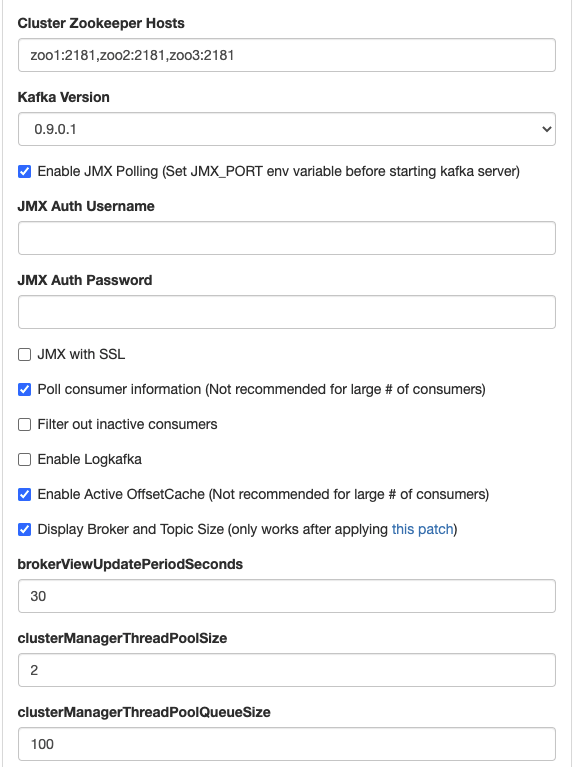 Cluster Zookeeper Hosts
zoo1:2181,zoo2:2181,zoo3:2181
Kafka Version
0.9.0.1
Enable JMX Polling (Set JMX_PORT env variable before starting kafka server)
JMX Auth Username
JMX Auth Password
JMX with SSL
Poll consumer information (Not recommended for large # of consumers)
Filter out inactive consumers
Enable Logkafka
Enable Active OffsetCache (Not recommended for large # of consumers)
Display Broker and Topic Size (only works after applying this patch)
brokerViewUpdatePeriodSeconds
30
clusterManagerThreadPoolSize
2
clusterManagerThreadPoolQueueSize
100